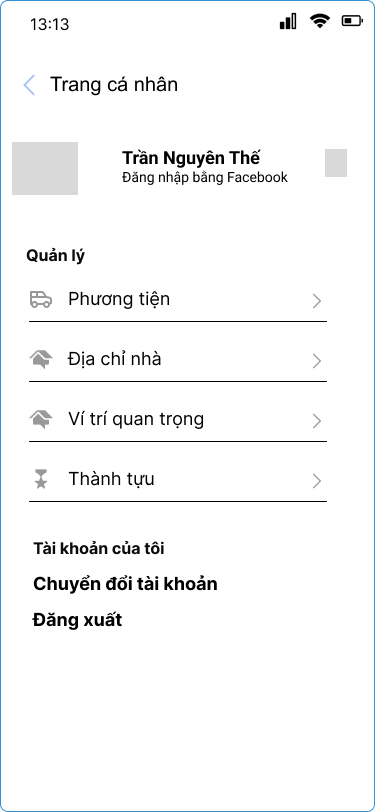 13:13
Trang cá nhân
Trần Nguyên Thế
Đăng nhập bằng Facebook
Quản lý
Phương tiện
Địa chỉ nhà
Ví trí quan trọng
Thành tựu
Tài khoản của tôi
Chuyển đổi tài khoản
Đăng xuất